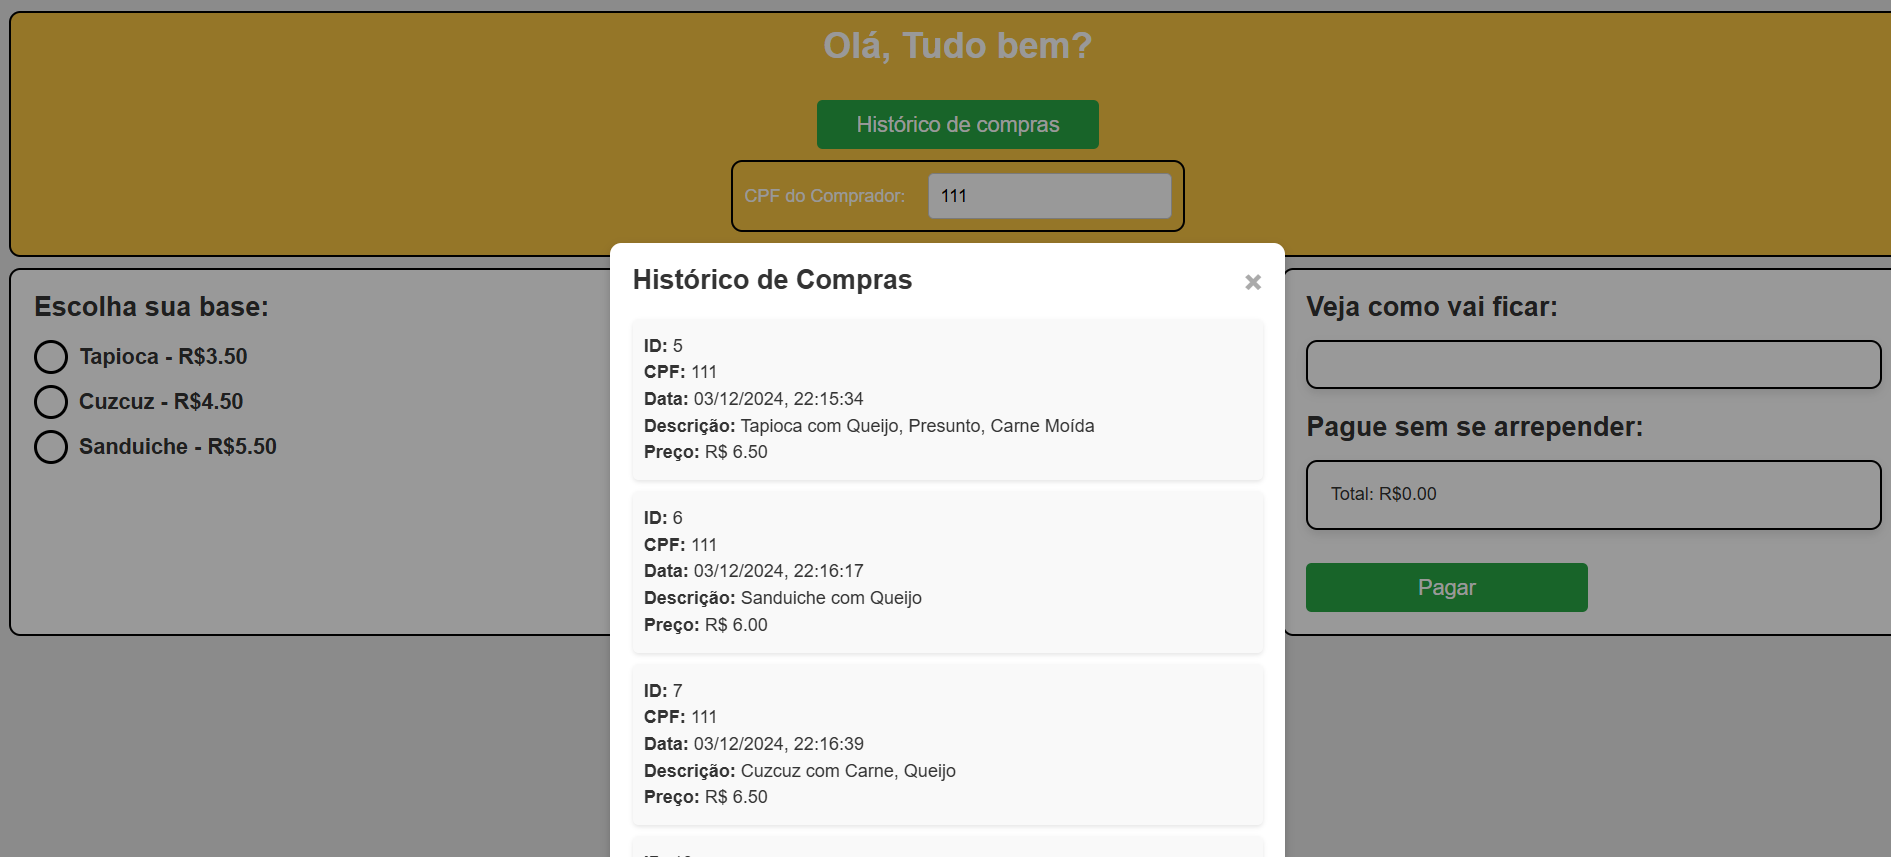 Olá, Tudo bem?
Histórico de compras
CPF do Comprador: 111
Escolha sua base:
Tapioca - R$3.50
Cuzcuz - R$4.50
Sanduiche - R$5.50
Histórico de Compras ×
ID: 5
CPF: 111
Data: 03/12/2024, 22:15:34
Descrição: Tapioca com Queijo, Presunto, Carne Moída
Preço: R$ 6.50
ID: 6
CPF: 111
Data: 03/12/2024, 22:16:17
Descrição: Sanduiche com Queijo
Preço: R$ 6.00
ID: 7
CPF: 111
Data: 03/12/2024, 22:16:39
Descrição: Cuzcuz com Carne, Queijo
Preço: R$ 6.50
Veja como vai ficar:
Pague sem se arrepender:
Total: R$0.00
Pagar